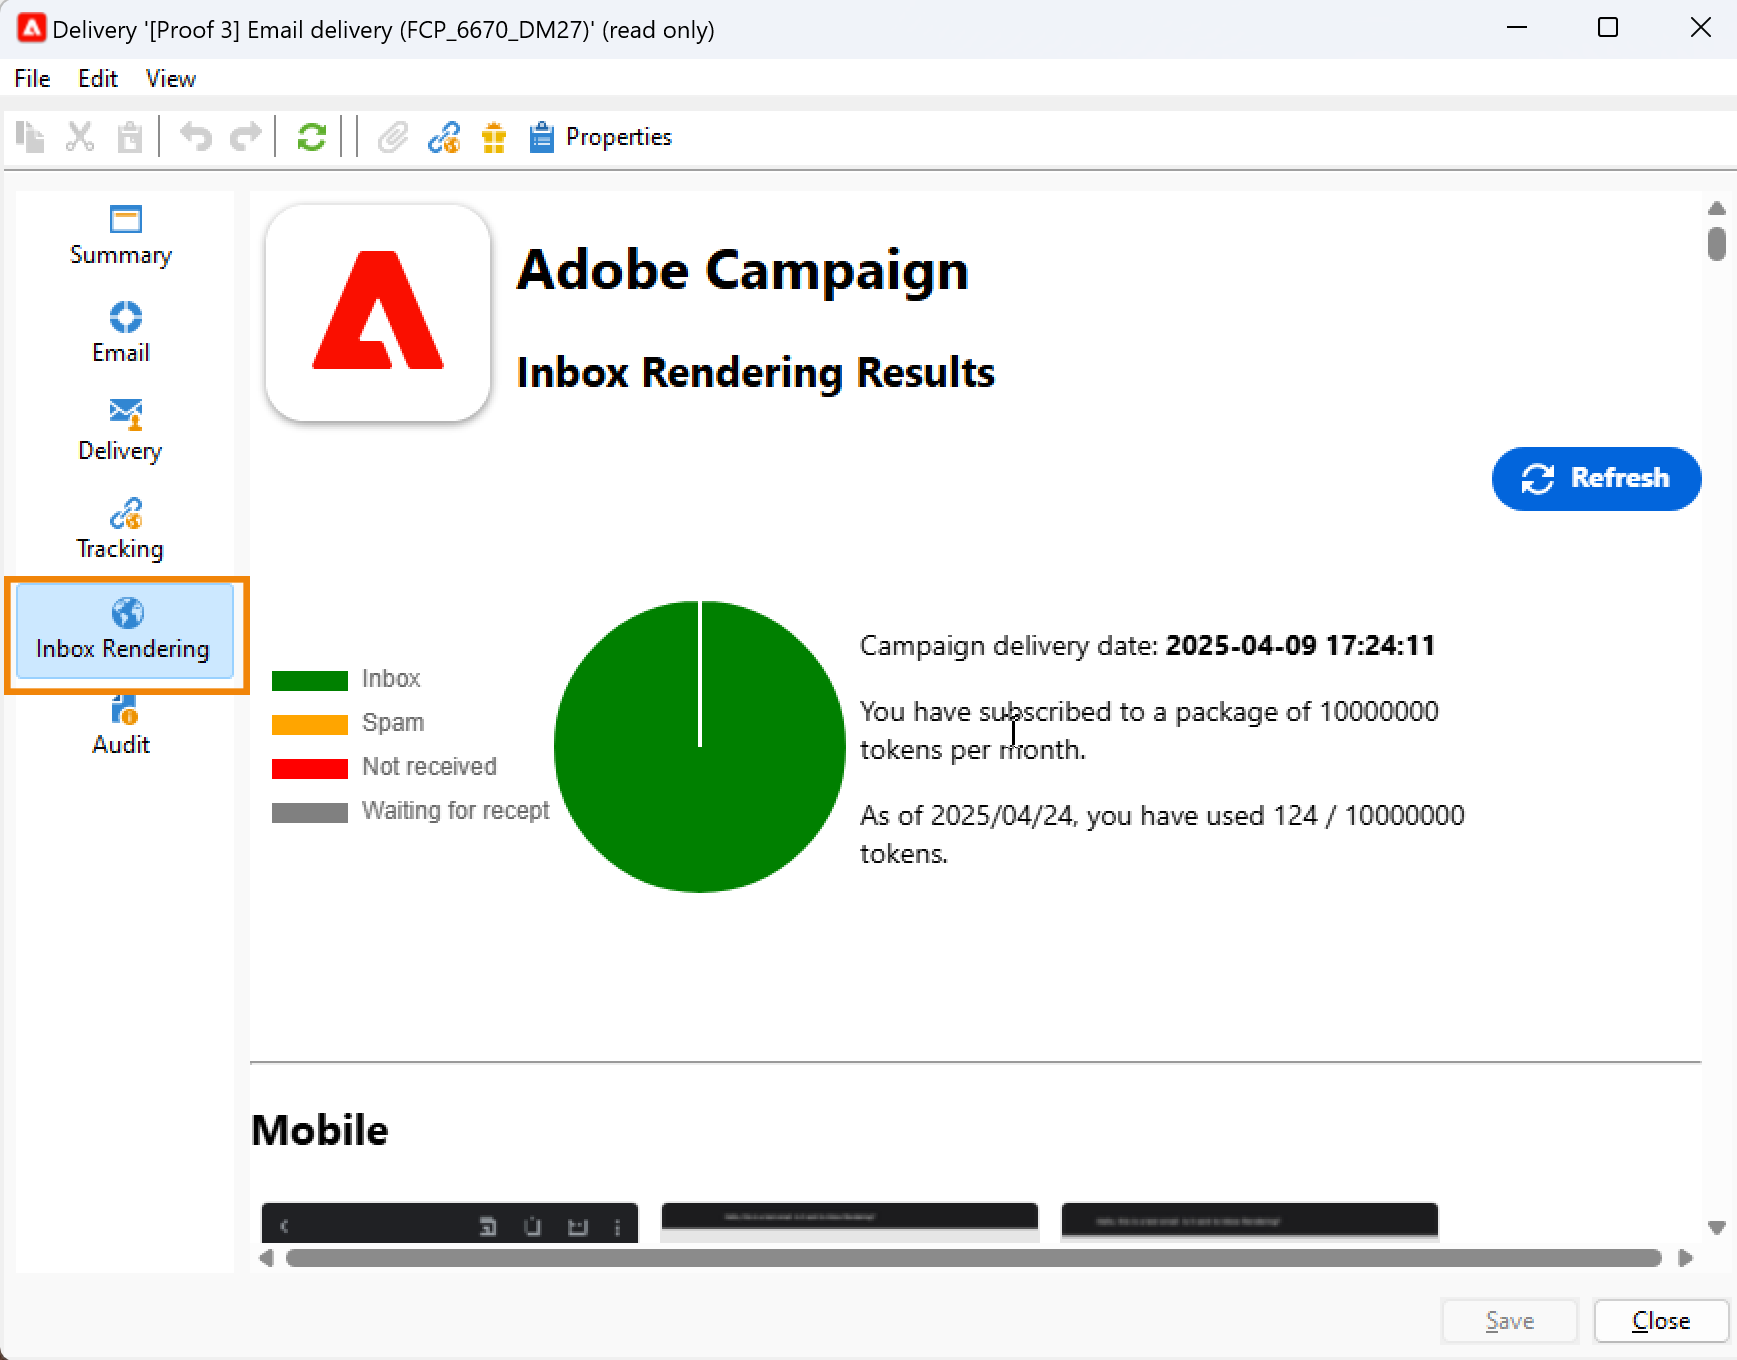 Delivery '[Proof 3] Email delivery (FCP_6670_DM27)' (read only)
File Edit View
Properties
Summary
Email
Delivery
Tracking
Inbox Rendering
Audit
Adobe Campaign
Inbox Rendering Results
Refresh
Inbox
Spam
Not received
Waiting for recept
Campaign delivery date: 2025-04-09 17:24:11
You have subscribed to a package of 10000000
tokens per month.
As of 2025/04/24, you have used 124 / 10000000
tokens.
Mobile
Save Close